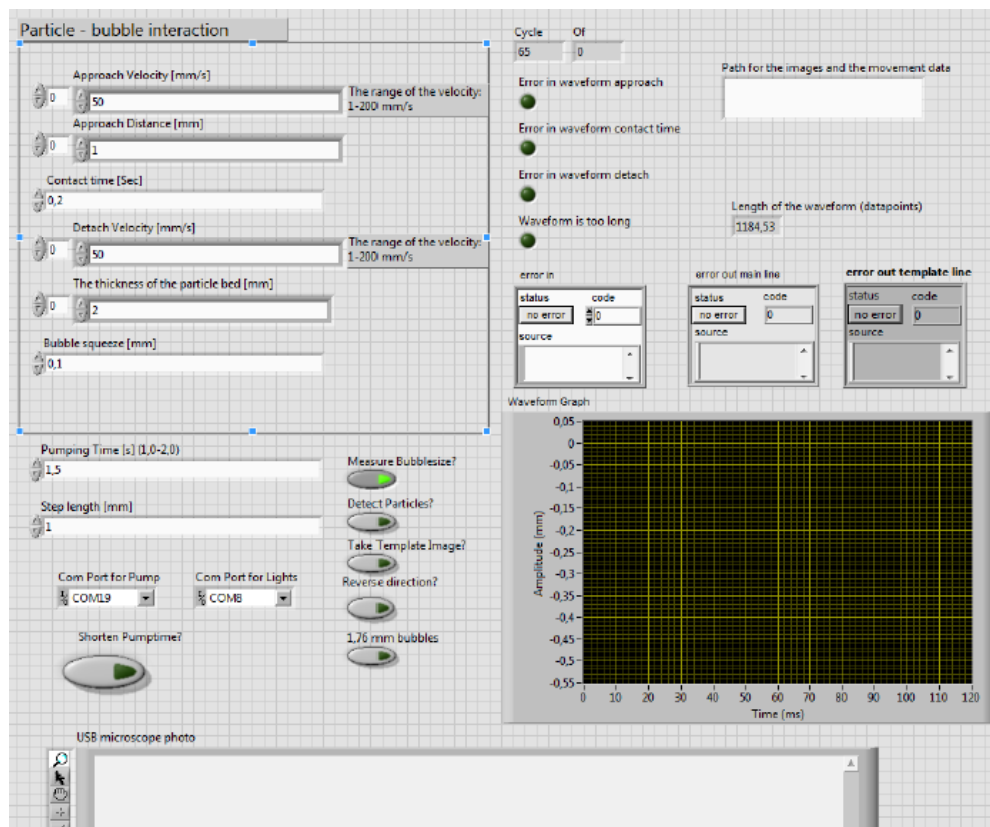 Particle - bubble interaction
Approach Velocity [mm/s]
0
50
The range of the velocity:
1-200 mm/s
Approach Distance [mm]
0
1
Contact time [Sec]
0,2
Detach Velocity [mm/s]
0
50
The range of the velocity:
1-200 mm/s
The thickness of the particle bed [mm]
0
2
Bubble squeeze [mm]
0,1
Pumping Time [s] (1,0-2,0)
1,5
Step length [mm]
1
Com Port for Pump
COM19
Com Port for Lights
COM8
Shorten Pumptime?
Measure Bubblesize?
Detect Particles?
Take Template Image?
Reverse direction?
1,76 mm bubbles
Cycle
Of
65
0
Error in waveform approach
Error in waveform contact time
Error in waveform detach
Waveform is too long
Path for the images and the movement data
Length of the waveform (datapoints)
1184,53
error in
status
code
no error
0
source
error out main line
status
code
no error
0
source
error out template line
status
code
no error
0
source
Waveform Graph
Amplitude (mm)
0,05
0
-0,05
-0,1
-0,15
-0,2
-0,25
-0,3
-0,35
-0,4
-0,45
-0,5
-0,55
0 10 20 30 40 50 60 70 80 90 100 110 120
Time (ms)
USB microscope photo